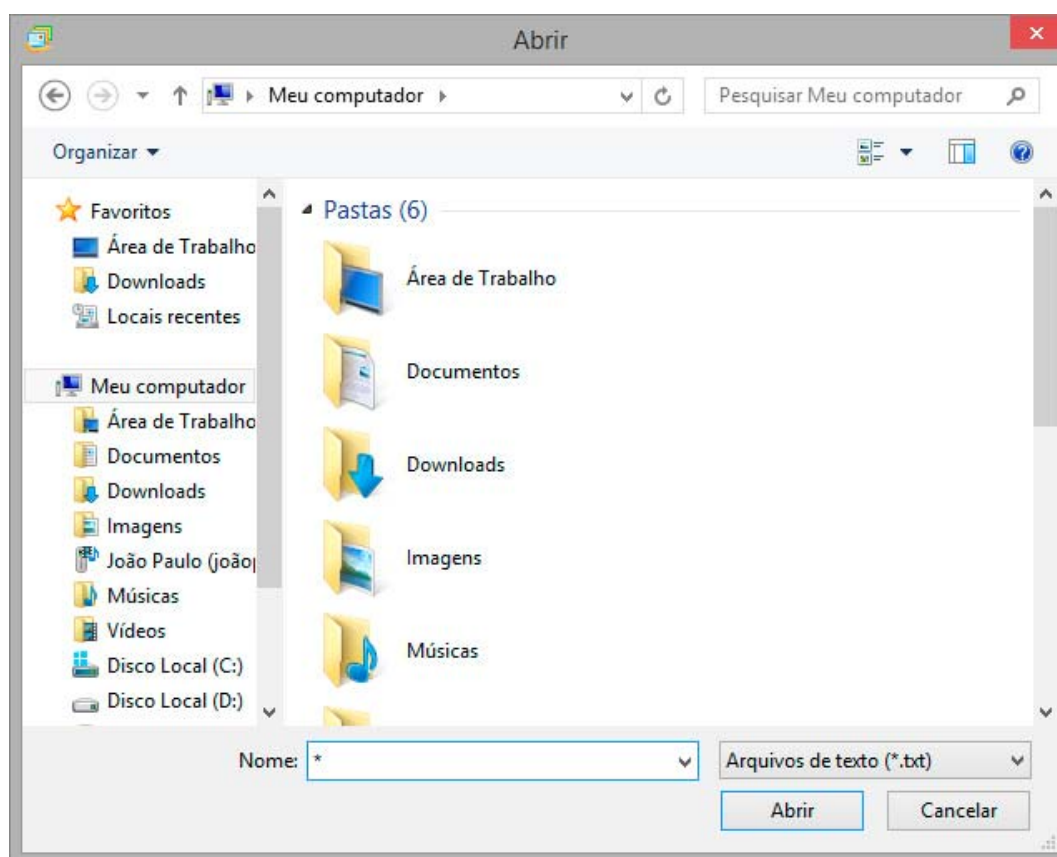 Abrir
Meu computador
Pesquisar Meu computador
Organizar
Favoritos
Área de Trabalho
Downloads
Locais recentes
Meu computador
Área de Trabalho
Documentos
Downloads
Imagens
João Paulo (joãop
Músicas
Vídeos
Disco Local (C:)
Disco Local (D:)
Pastas (6)
Área de Trabalho
Documentos
Downloads
Imagens
Músicas
Nome: *
Arquivos de texto (*.txt)
Abrir Cancelar